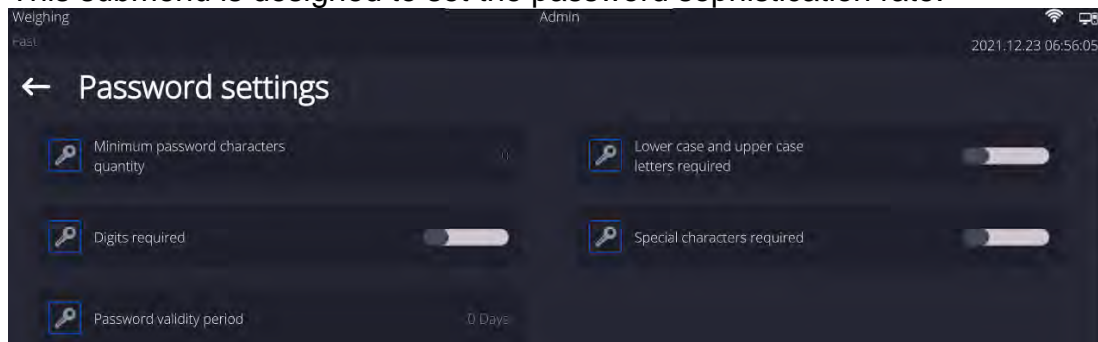 This submenu is designed to set the password sophistication rate.
Weighing
Admin
Fast
2021.12.23 06:56:05
Password settings
Minimum password characters
quantity
0
Lower case and upper case
letters required
Digits required
Special characters required
Password validity period
0 Days